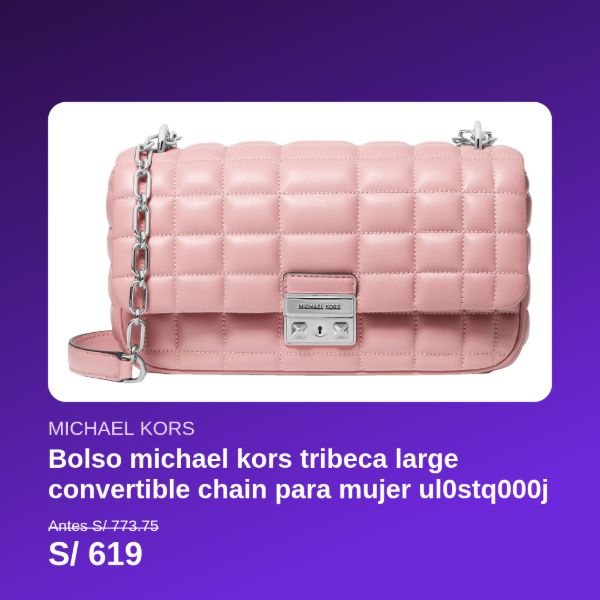 MICHAEL KORS
MICHAEL KORS
Bolso michael kors tribeca large
convertible chain para mujer ul0stq000j
Antes S/ 773.75
S/ 619